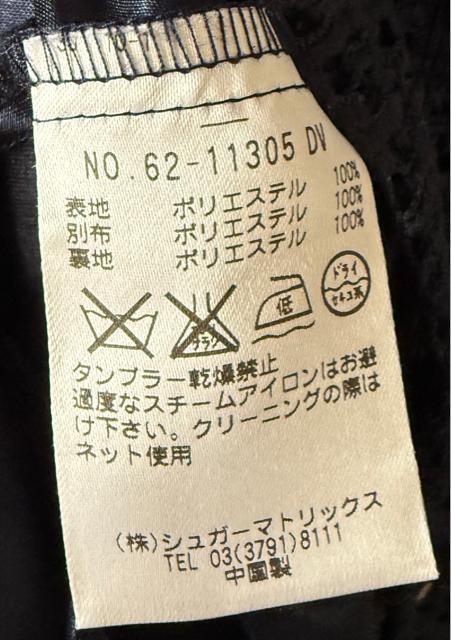 NO.62-11305 DV
表地 ポリエステル 100%
別布 ポリエステル 100%
裏地 ポリエステル 100%
低
ドライ
セキユ系
タンブラー乾燥禁止
過度なスチームアイロンはお避
け下さい。クリーニングの際は
ネット使用
(株)シュガーマトリックス
TEL 03(3791)8111
中国製